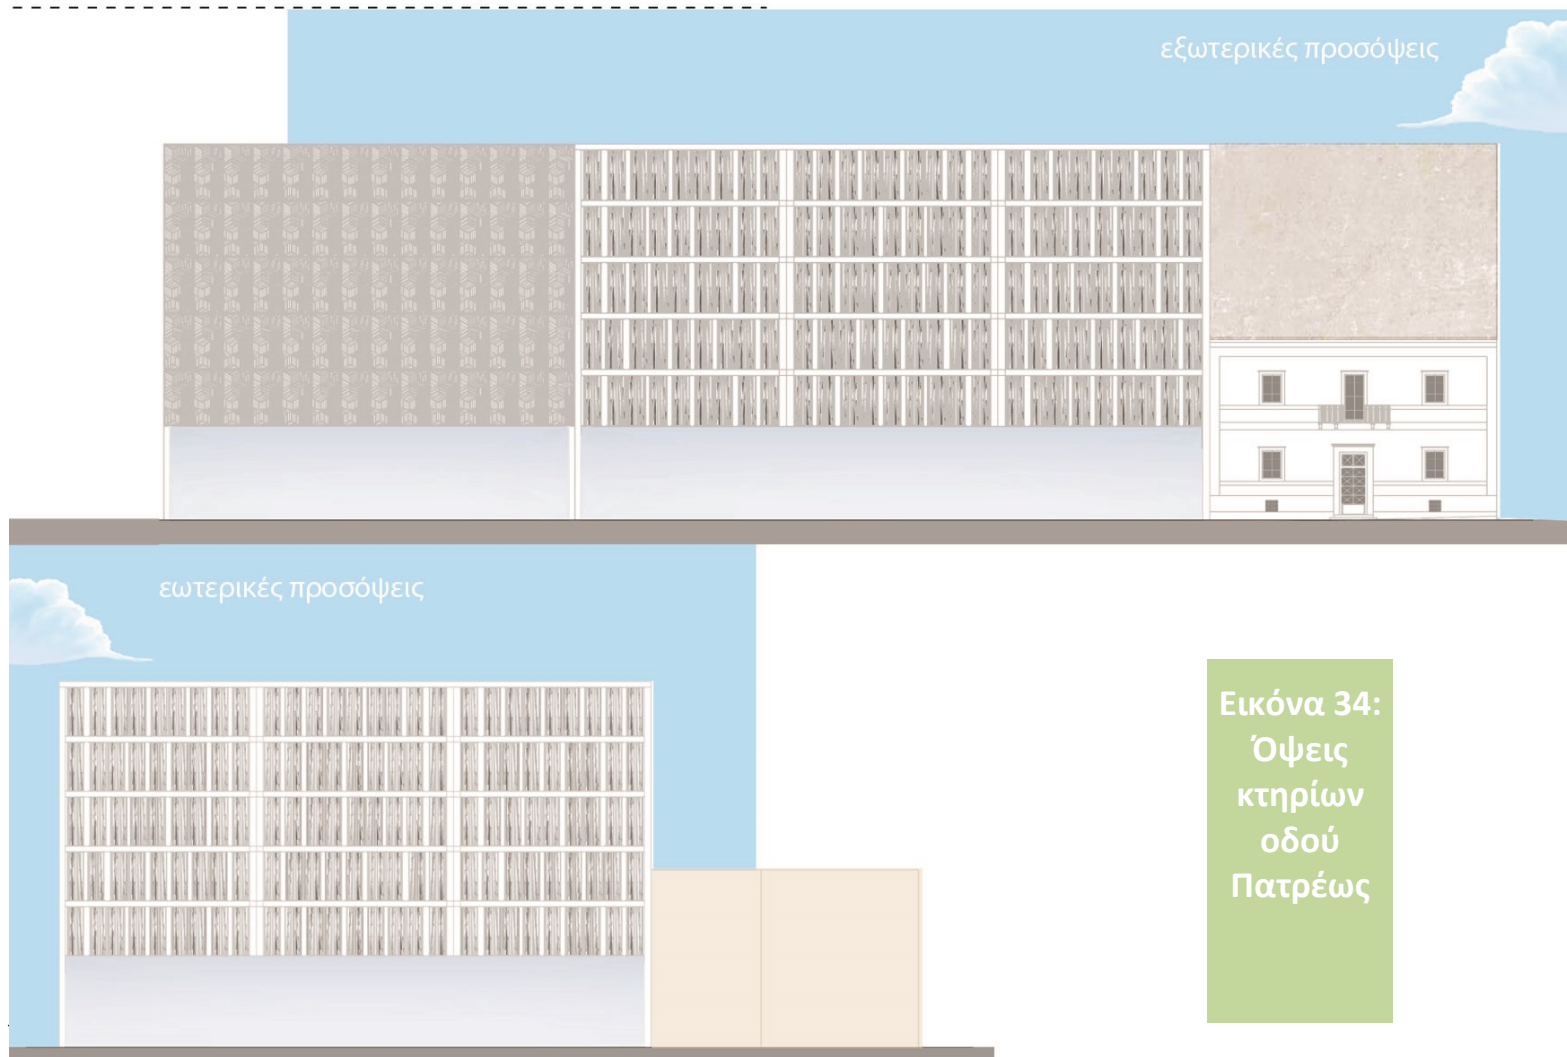 εξωτερικές προσόψεις
εωτερικές προσόψεις
Εικόνα 34:
Όψεις
κτηρίων
οδού
Πατρέως